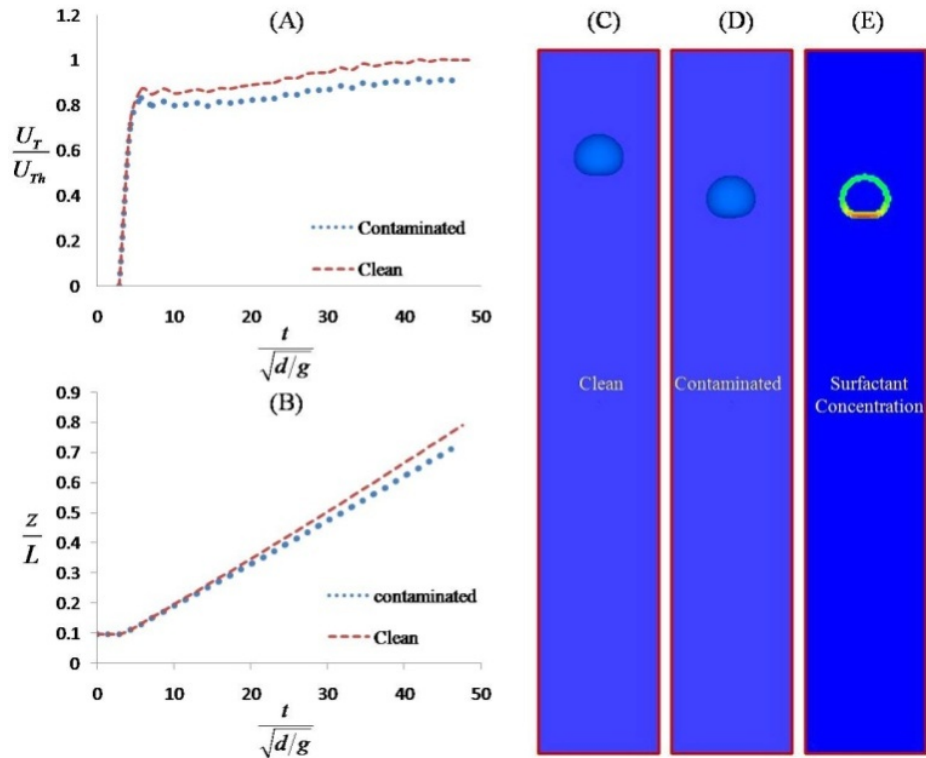 (A)
1.2
1
0.8
0.6
0.4
0.2
0
U_T
U_Th
Contaminated
Clean
0 10 20 30 40 50
t
√d/g
(B)
0.9
0.8
0.7
0.6
0.5
0.4
0.3
0.2
0.1
0
z
L
contaminated
Clean
0 10 20 30 40 50
t
√d/g
(C) (D) (E)
Clean
Contaminated
Surfactant
Concentration